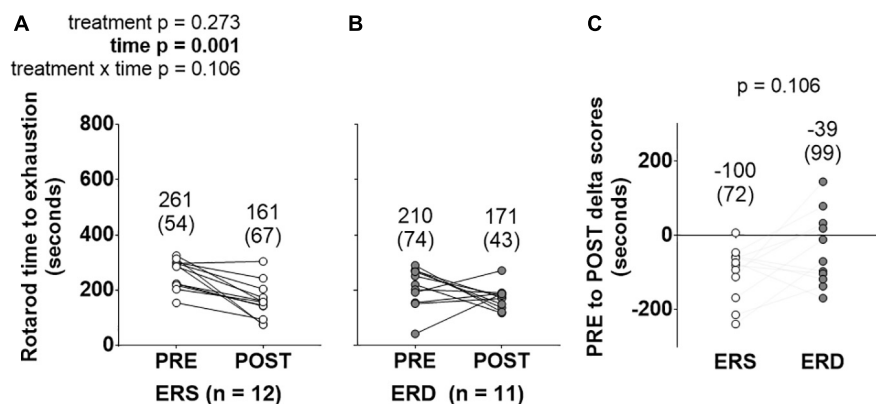 A
treatment p = 0.273
time p = 0.001
treatment x time p = 0.106
Rotarod time to exhaustion
(seconds)
800
600
400
200
0
261
(54)
161
(67)
PRE
POST
ERS (n = 12)
B
210
(74)
171
(43)
PRE
POST
ERD (n = 11)
C
p = 0.106
PRE to POST delta scores
(seconds)
200
0
-200
-100
(72)
-39
(99)
ERS
ERD